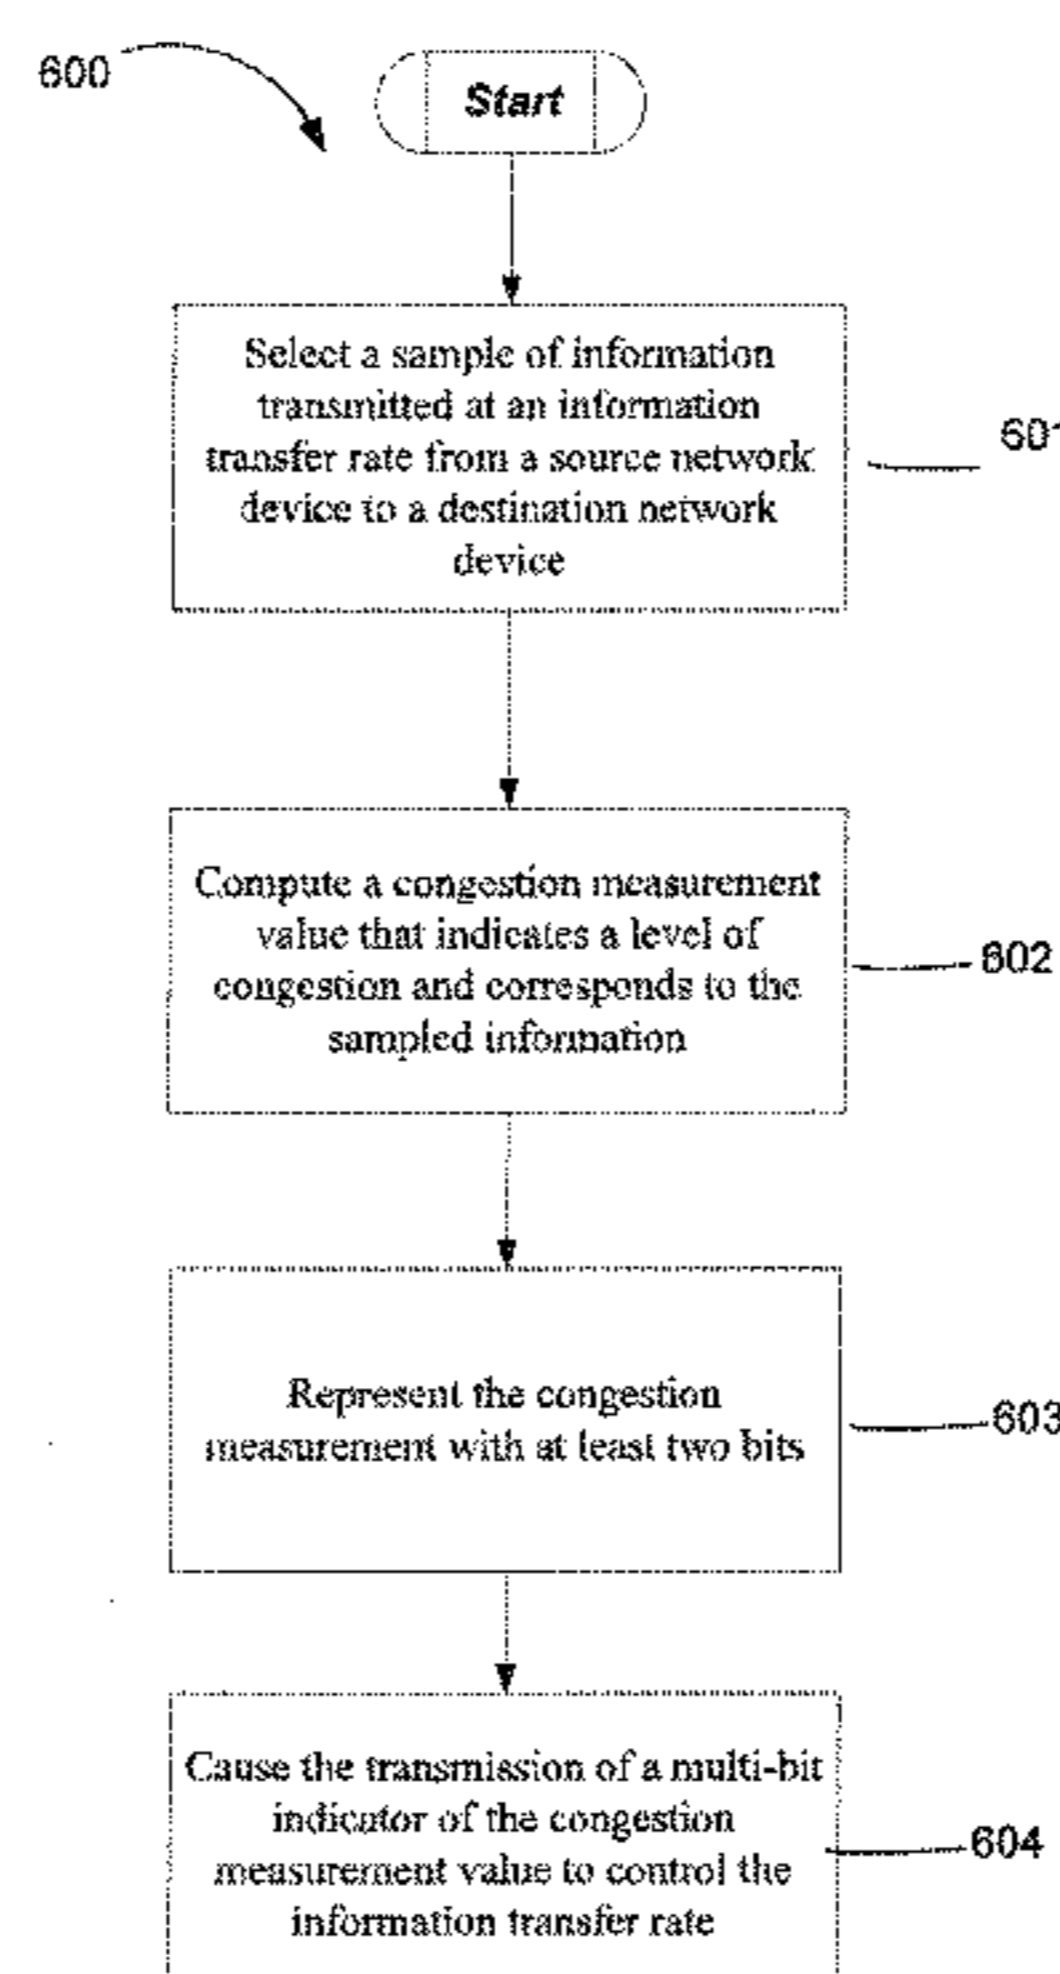 600
Start
Select a sample of information
transmitted at an information
transfer rate from a source network
device to a destination network
device
601
Compute a congestion measurement
value that indicates a level of
congestion and corresponds to the
sampled information
602
Represent the congestion
measurement with at least two bits
603
Cause the transmission of a multi-bit
indicator of the congestion
measurement value to control the
information transfer rate
604